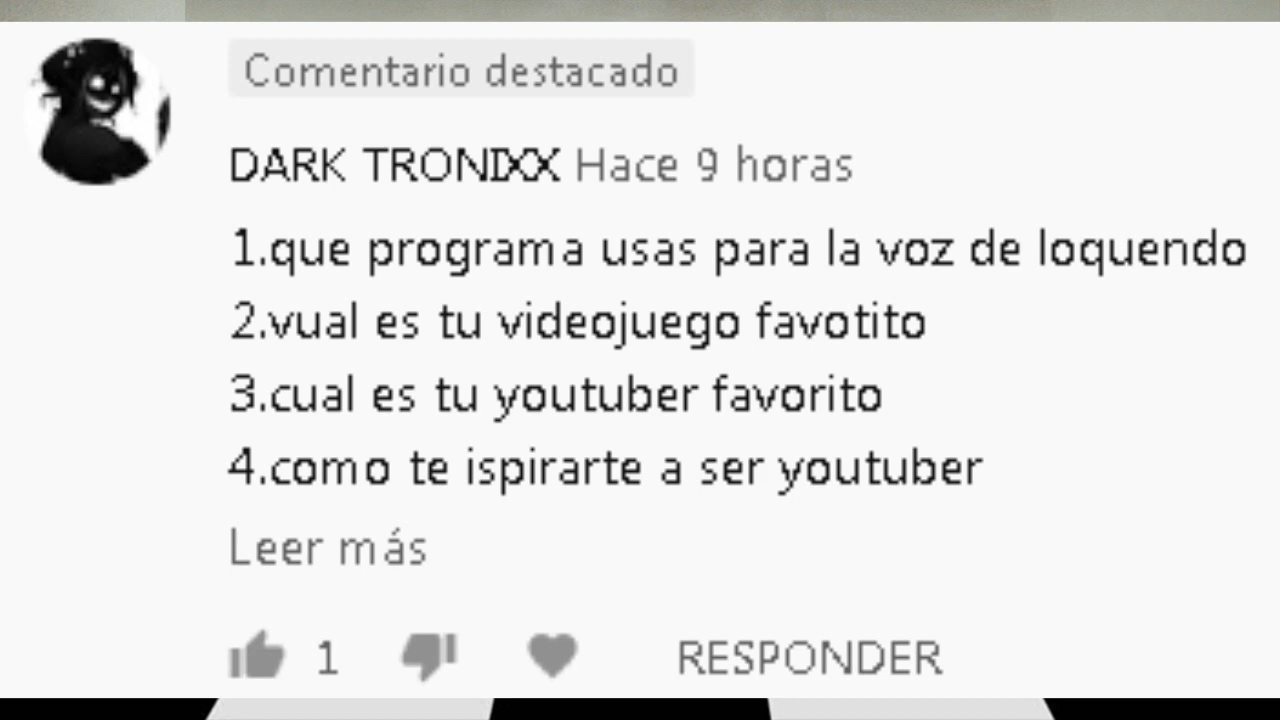 Comentario destacado
DARK TRONIXX Hace 9 horas
1.que programa usas para la voz de loquendo
2.vual es tu videojuego favotito
3.cual es tu youtuber favorito
4.como te ispirarte a ser youtuber
Leer más
1 RESPONDER